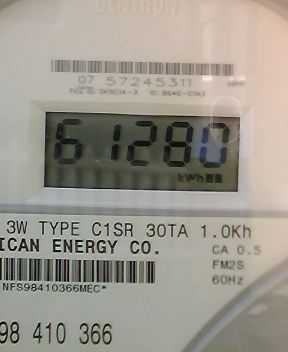 CENTRON
07 57245311
61280
kWh
3W TYPE C1SR 30TA 1.0Kh
ICAN ENERGY CO.
CA 0.5
FM2S
60Hz
NFS98410366MEC*
98 410 366